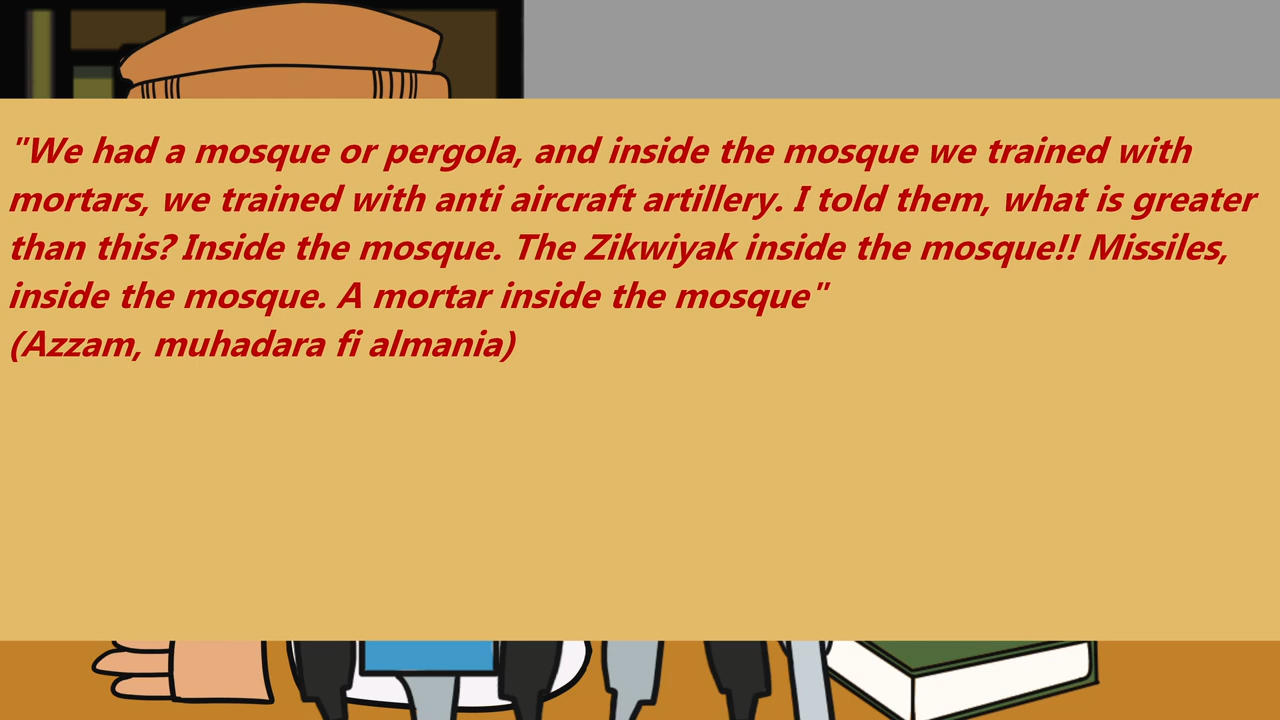 "We had a mosque or pergola, and inside the mosque we trained with
mortars, we trained with anti aircraft artillery. I told them, what is greater
than this? Inside the mosque. The Zikwiyak inside the mosque!! Missiles,
inside the mosque. A mortar inside the mosque"
(Azzam, muhadara fi almania)